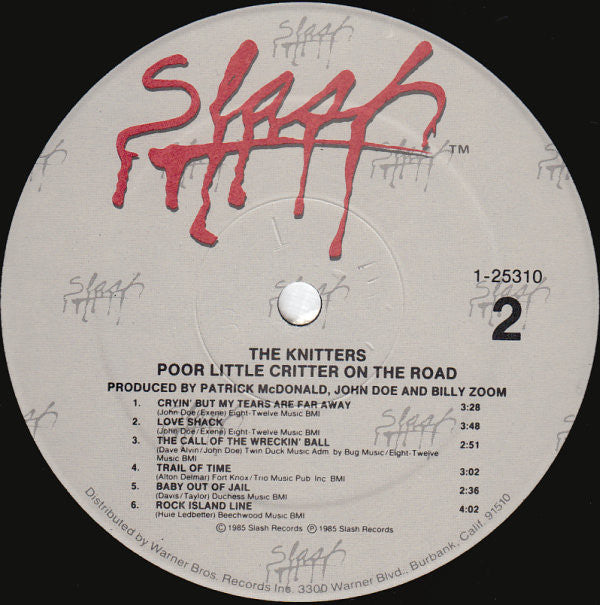 Slash
Slash TM
Slash
Slash
Slash
Slash
1-25310
2
THE KNITTERS
POOR LITTLE CRITTER ON THE ROAD
PRODUCED BY PATRICK McDONALD, JOHN DOE AND BILLY ZOOM
1. CRYIN' BUT MY TEARS ARE FAR AWAY 3:28
(John Doe/Exene) Eight-Twelve Music BMI
2. LOVE SHACK 3:48
(John Doe/Exene) Eight-Twelve Music BMI
3. THE CALL OF THE WRECKIN' BALL 2:51
(Dave Alvin/John Doe) Twin Duck Music Adm. by Bug Music/Eight-Twelve
Music BMI
4. TRAIL OF TIME 3:02
(Alton Delmar) Fort Knox/Trio Music Pub. Inc. BMI
5. BABY OUT OF JAIL 2:36
(Davis/Taylor) Duchess Music BMI
6. ROCK ISLAND LINE 4:02
(Huie Ledbetter) Beechwood Music BMI
© 1985 Slash Records ℗ 1985 Slash Records
Slash
Distributed by Warner Bros. Records Inc. 3300 Warner Blvd., Burbank, Calif. 91510